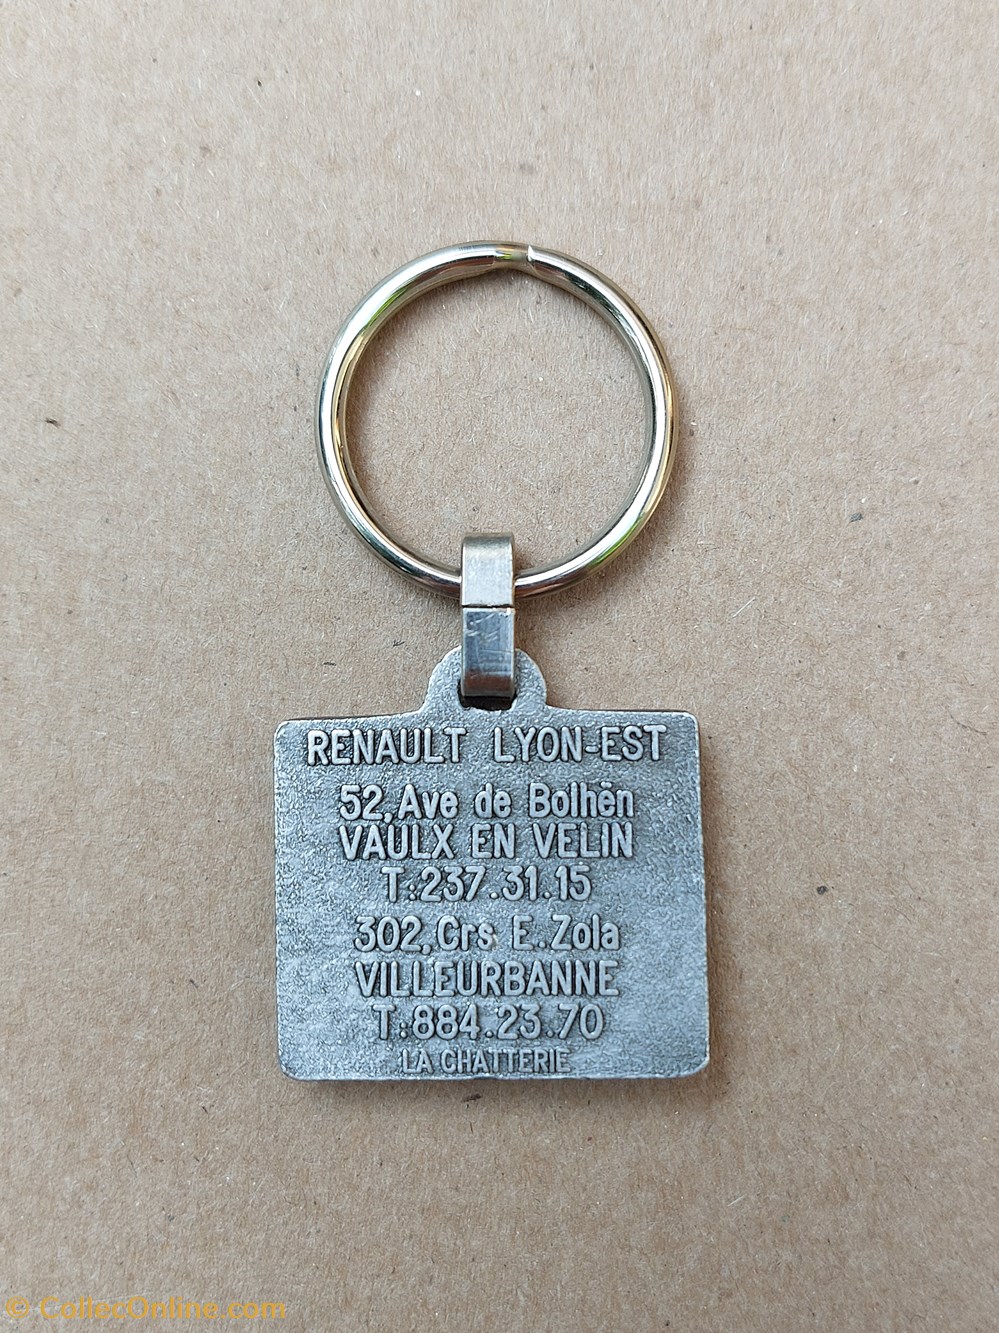 RENAULT LYON-EST
52, Ave de Bolhèn
VAULX EN VELIN
T:237.31.15
302, Crs E. Zola
VILLEURBANNE
T:884.23.70
LA CHATTERIE
© CollecOnline.com